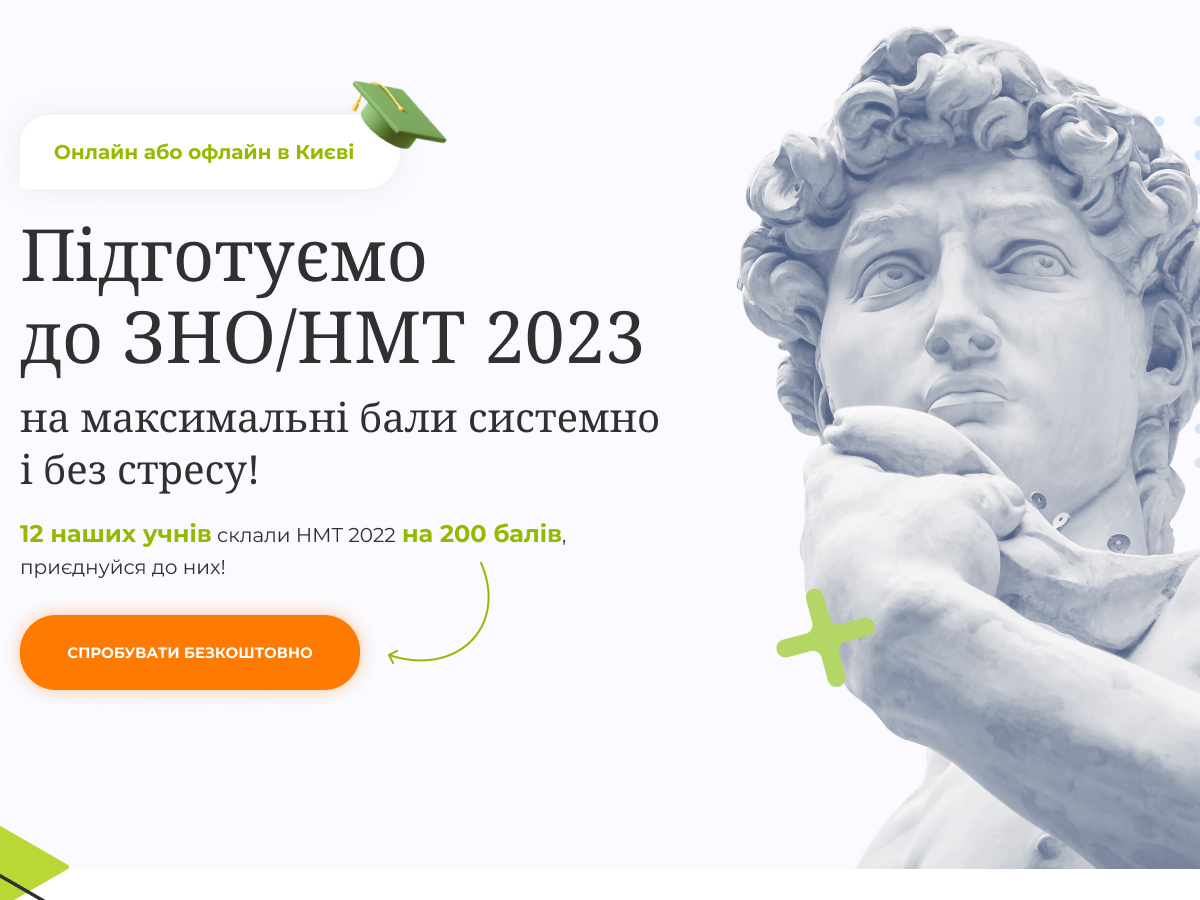 Онлайн або офлайн в Києві
Підготуємо
до ЗНО/НМТ 2023
на максимальні бали системно
і без стресу!
12 наших учнів склали НМТ 2022 на 200 балів,
приєднуйся до них!
СПРОБУВАТИ БЕЗКОШТОВНО